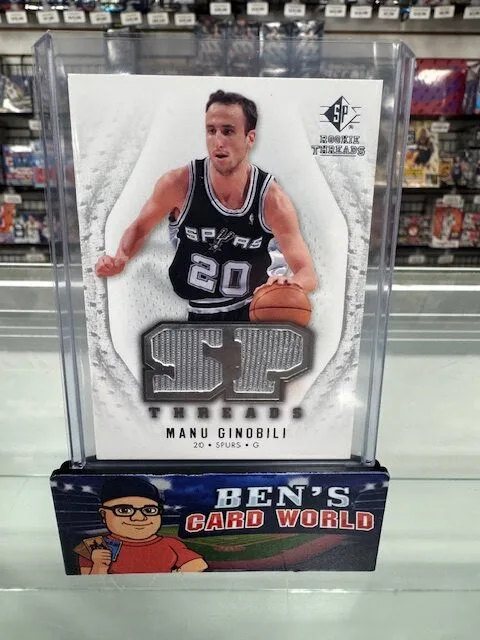 SP
ROOKIE
THREADS
SPURS
20
SP
THREADS
MANU GINOBILI
20 • SPURS • G
BEN'S
CARD WORLD